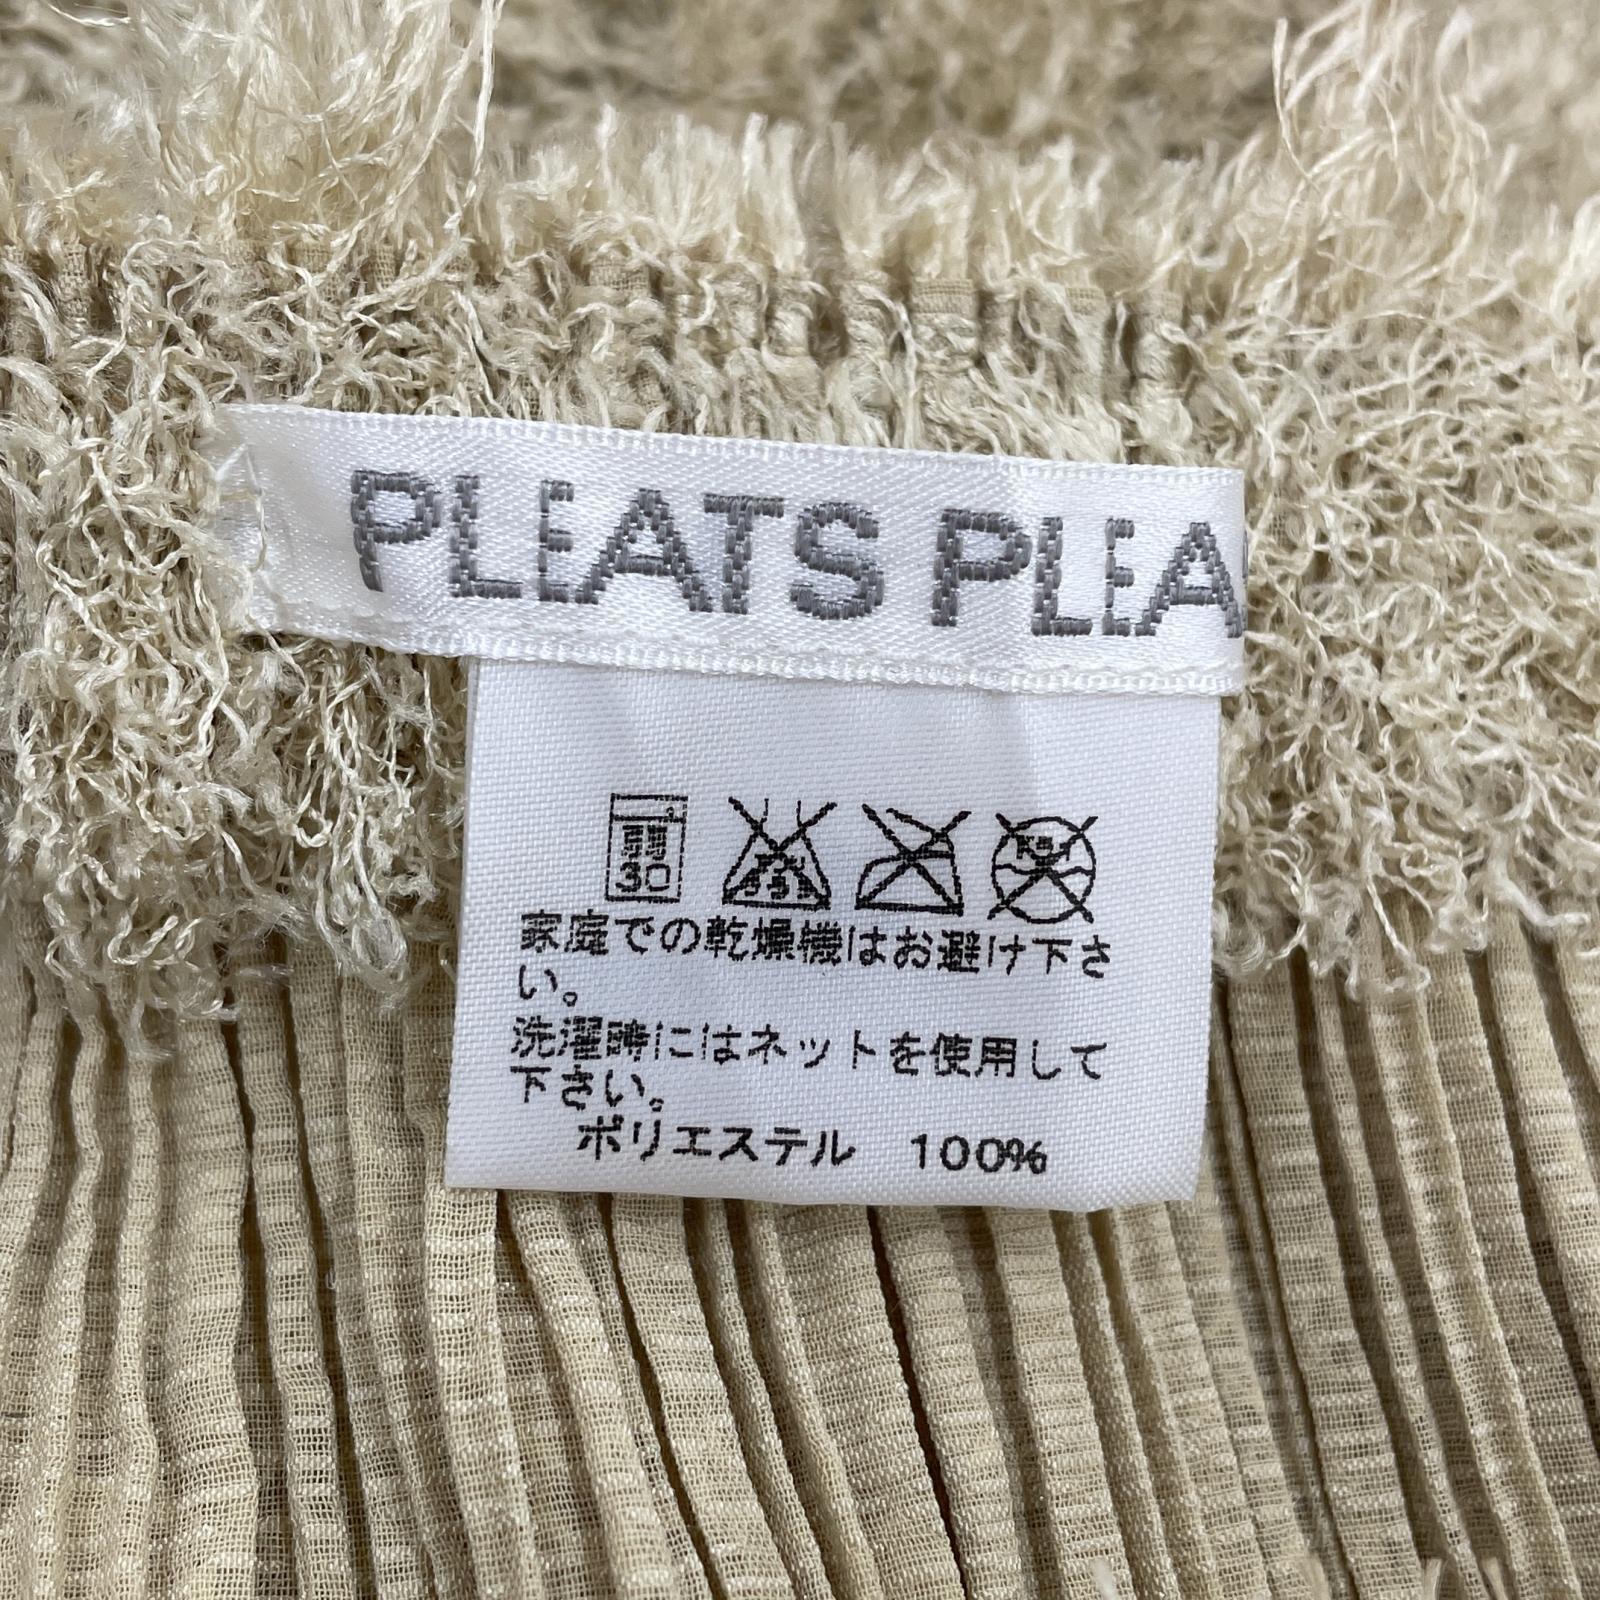 PLEATS PLEA
30
家庭での乾燥機はお避け下さ
い。
洗濯時にはネットを使用して
下さい。
ポリエステル 100%